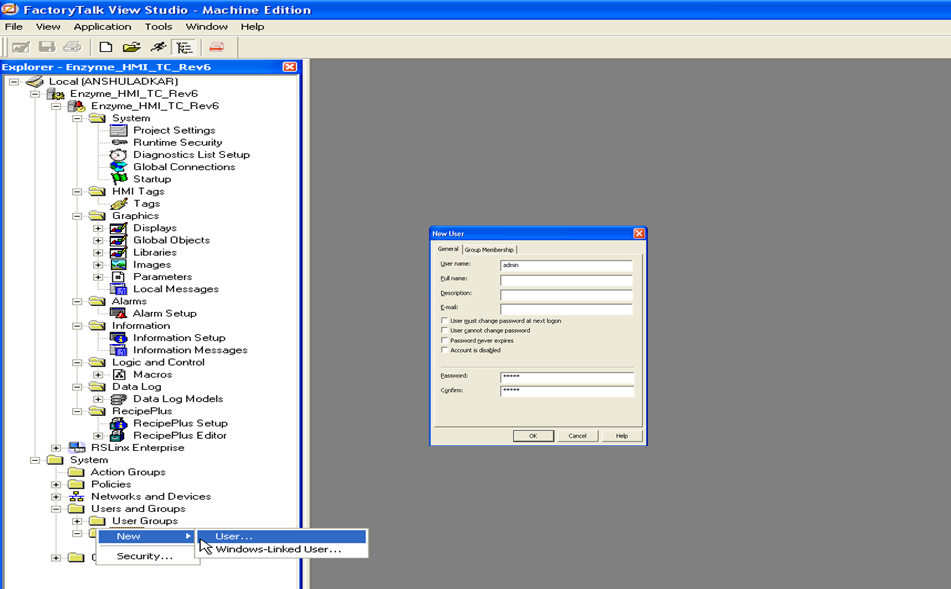 FactoryTalk View Studio - Machine Edition
File View Application Tools Window Help
Explorer - Enzyme_HMI_TC_Rev6
Local (ANSHULADKAR)
Enzyme_HMI_TC_Rev6
Enzyme_HMI_TC_Rev6
System
Project Settings
Runtime Security
Diagnostics List Setup
Global Connections
Startup
HMI Tags
Tags
Graphics
Displays
Global Objects
Libraries
Images
Parameters
Local Messages
Alarms
Alarm Setup
Information
Information Setup
Information Messages
Logic and Control
Macros
Data Log
Data Log Models
RecipePlus
RecipePlus Setup
RecipePlus Editor
RSLinx Enterprise
System
Action Groups
Policies
Networks and Devices
Users and Groups
User Groups
New
Security...
User...
Windows-Linked User...
New User
General Group Membership
User name: admin
Full name:
Description:
E-mail:
User must change password at next logon
User cannot change password
Password never expires
Account is disabled
Password: *****
Confirm: *****
OK Cancel Help